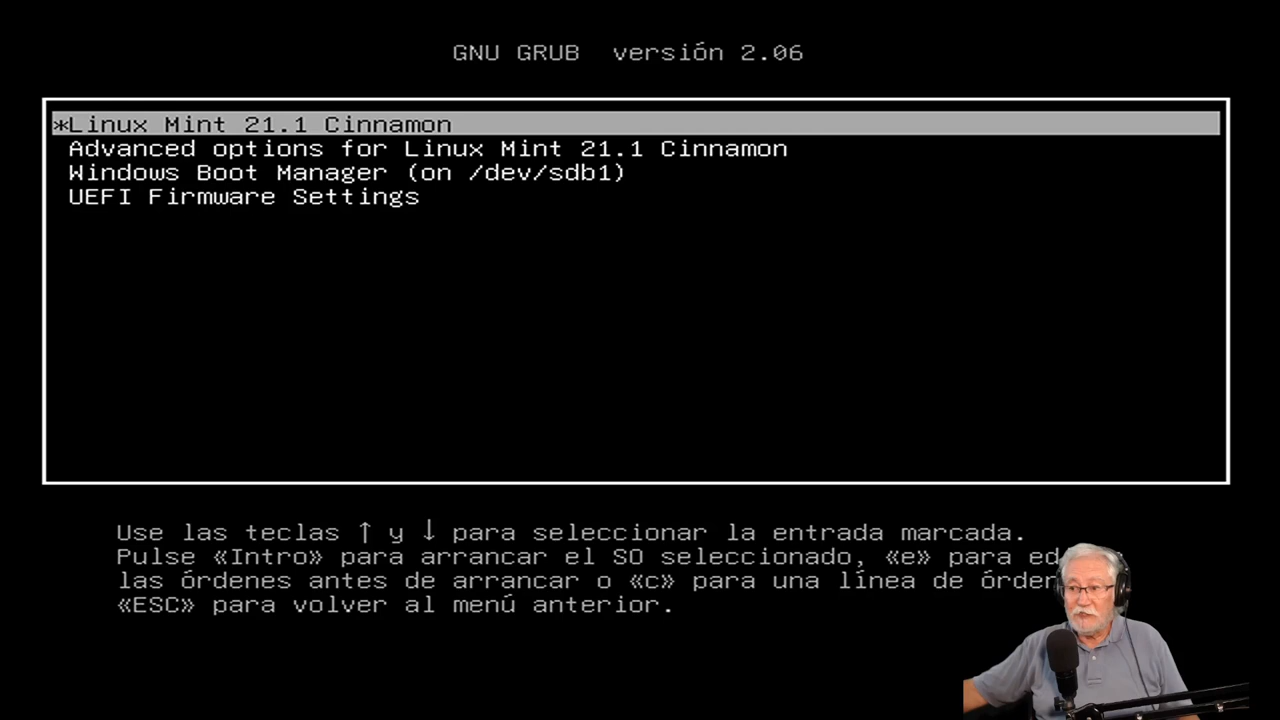 GNU GRUB versión 2.06
*Linux Mint 21.1 Cinnamon
Advanced options for Linux Mint 21.1 Cinnamon
Windows Boot Manager (on /dev/sdb1)
UEFI Firmware Settings
Use las teclas ↑ y ↓ para seleccionar la entrada marcada.
Pulse «Intro» para arrancar el SO seleccionado, «e» para
las órdenes antes de arrancar o «c» para una línea de
«ESC» para volver al menú anterior.